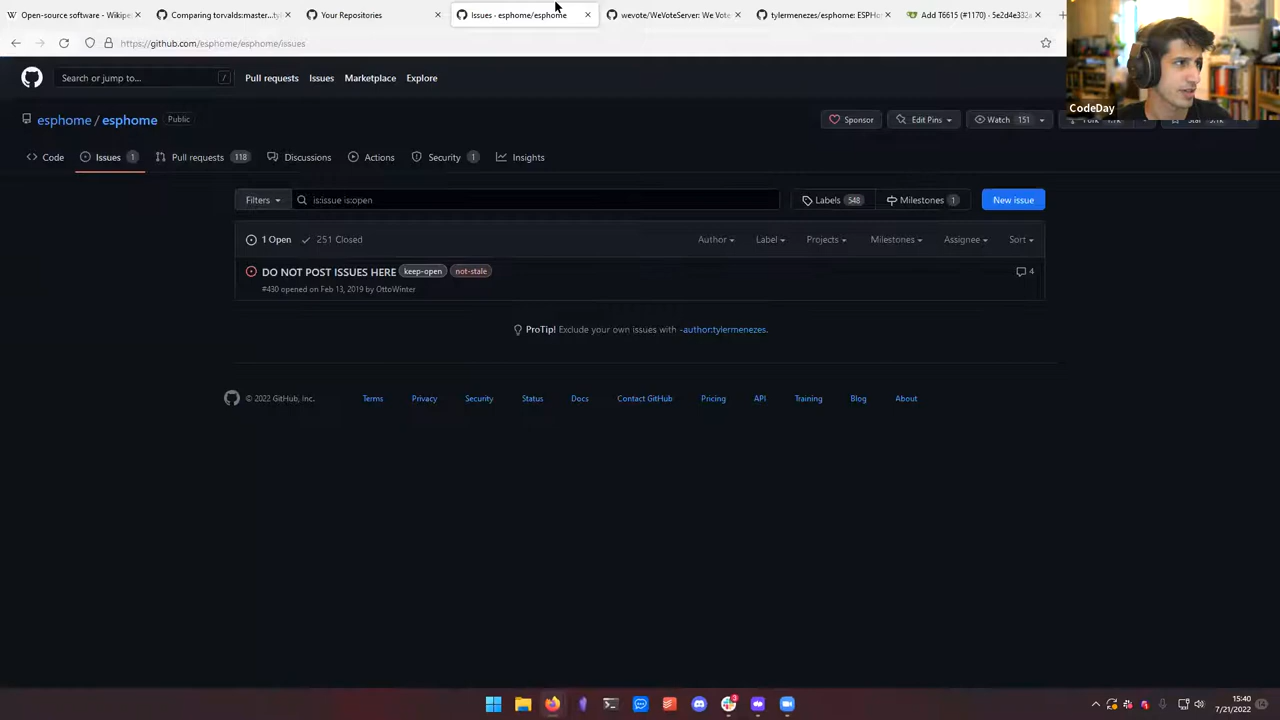 Open-source software - Wikip
Comparing torvalds:master...ty
Your Repositories
Issues - esphome/esphome
wevote/WeVoteServer: We Vote
tylermenezes/esphome: ESPHo
Add T6615 (#1170) · 5e2d4e332
https://github.com/esphome/esphome/issues
Search or jump to...
/
Pull requests
Issues
Marketplace
Explore
CodeDay
esphome / esphome
Public
Sponsor
Edit Pins
Watch 151
Code
Issues 1
Pull requests 118
Discussions
Actions
Security 1
Insights
Filters
is:issue is:open
Labels 548
Milestones 1
New issue
1 Open
251 Closed
Author
Label
Projects
Milestones
Assignee
Sort
DO NOT POST ISSUES HERE keep-open not-stale
4
#430 opened on Feb 13, 2019 by OttoWinter
ProTip! Exclude your own issues with -author:tylermenezes.
© 2022 GitHub, Inc.
Terms
Privacy
Security
Status
Docs
Contact GitHub
Pricing
API
Training
Blog
About
15:40
7/21/2022